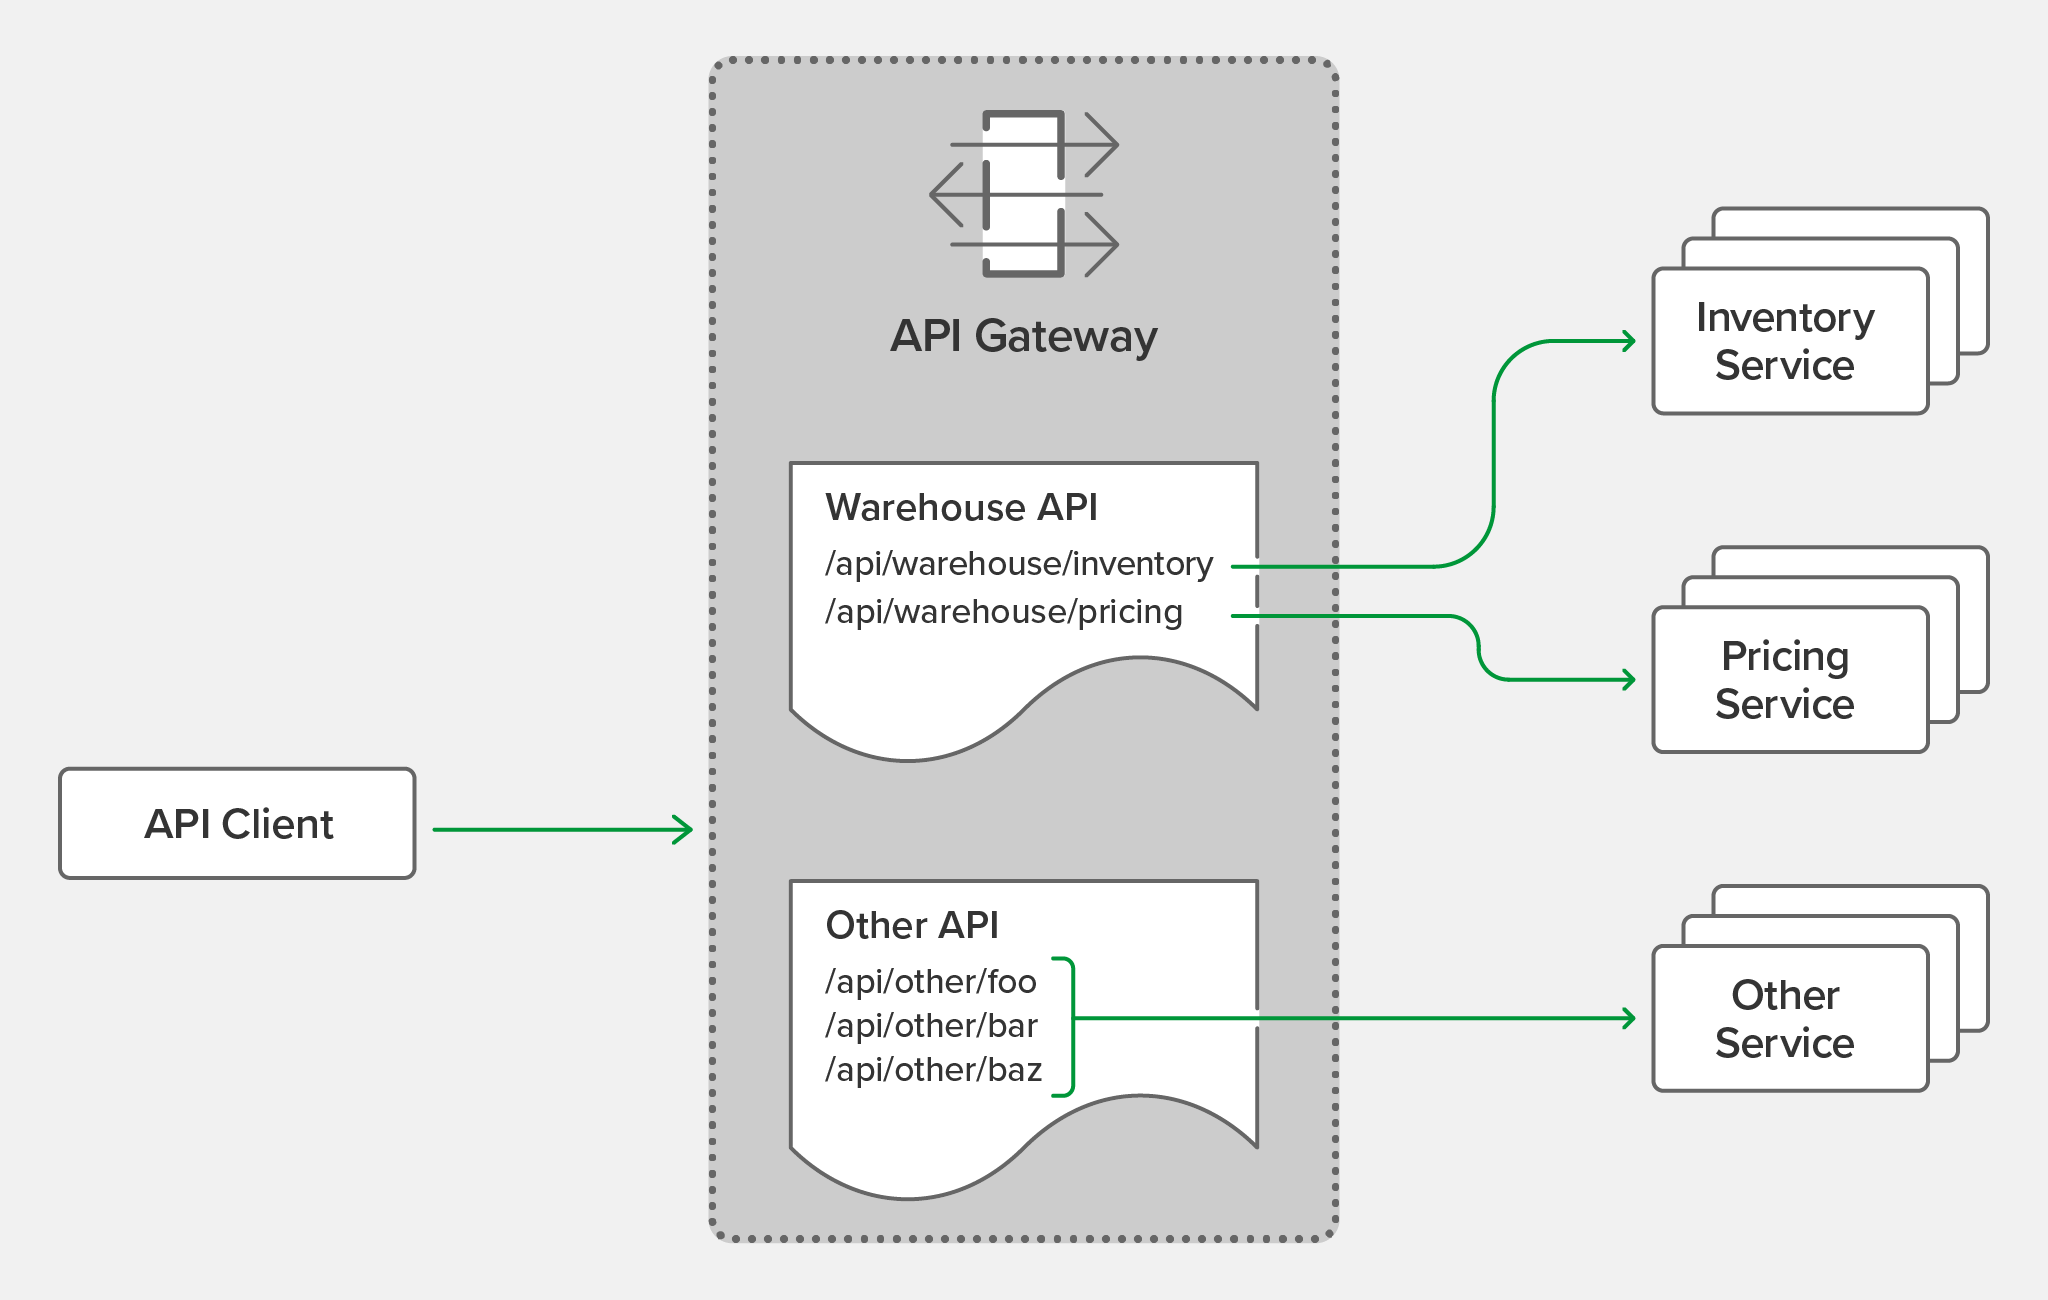 API Gateway
Warehouse API
/api/warehouse/inventory
/api/warehouse/pricing
API Client
Other API
/api/other/foo
/api/other/bar
/api/other/baz
Inventory
Service
Pricing
Service
Other
Service